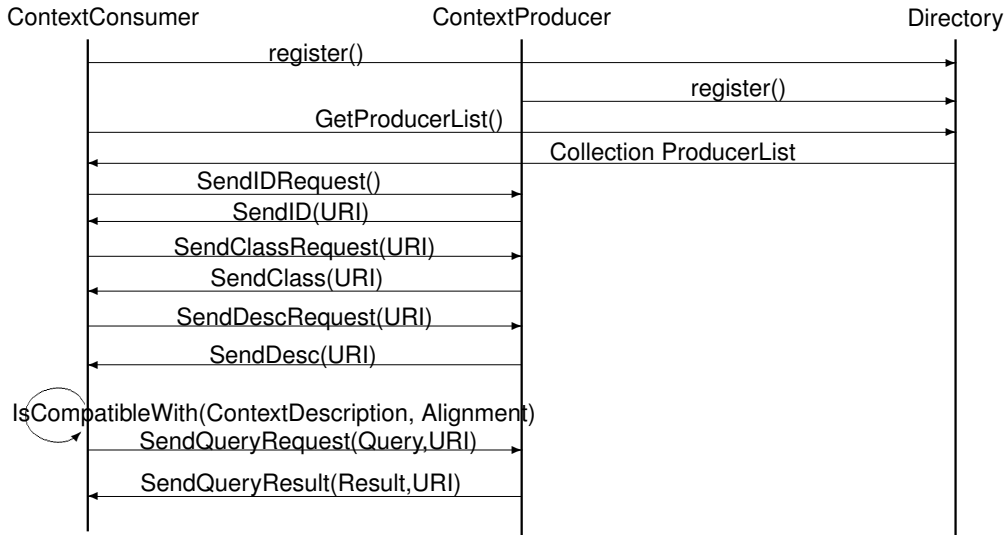 ContextConsumer ContextProducer Directory
register()
register()
GetProducerList()
Collection ProducerList
SendIDRequest()
SendID(URI)
SendClassRequest(URI)
SendClass(URI)
SendDescRequest(URI)
SendDesc(URI)
IsCompatibleWith(ContextDescription, Alignment)
SendQueryRequest(Query,URI)
SendQueryResult(Result,URI)